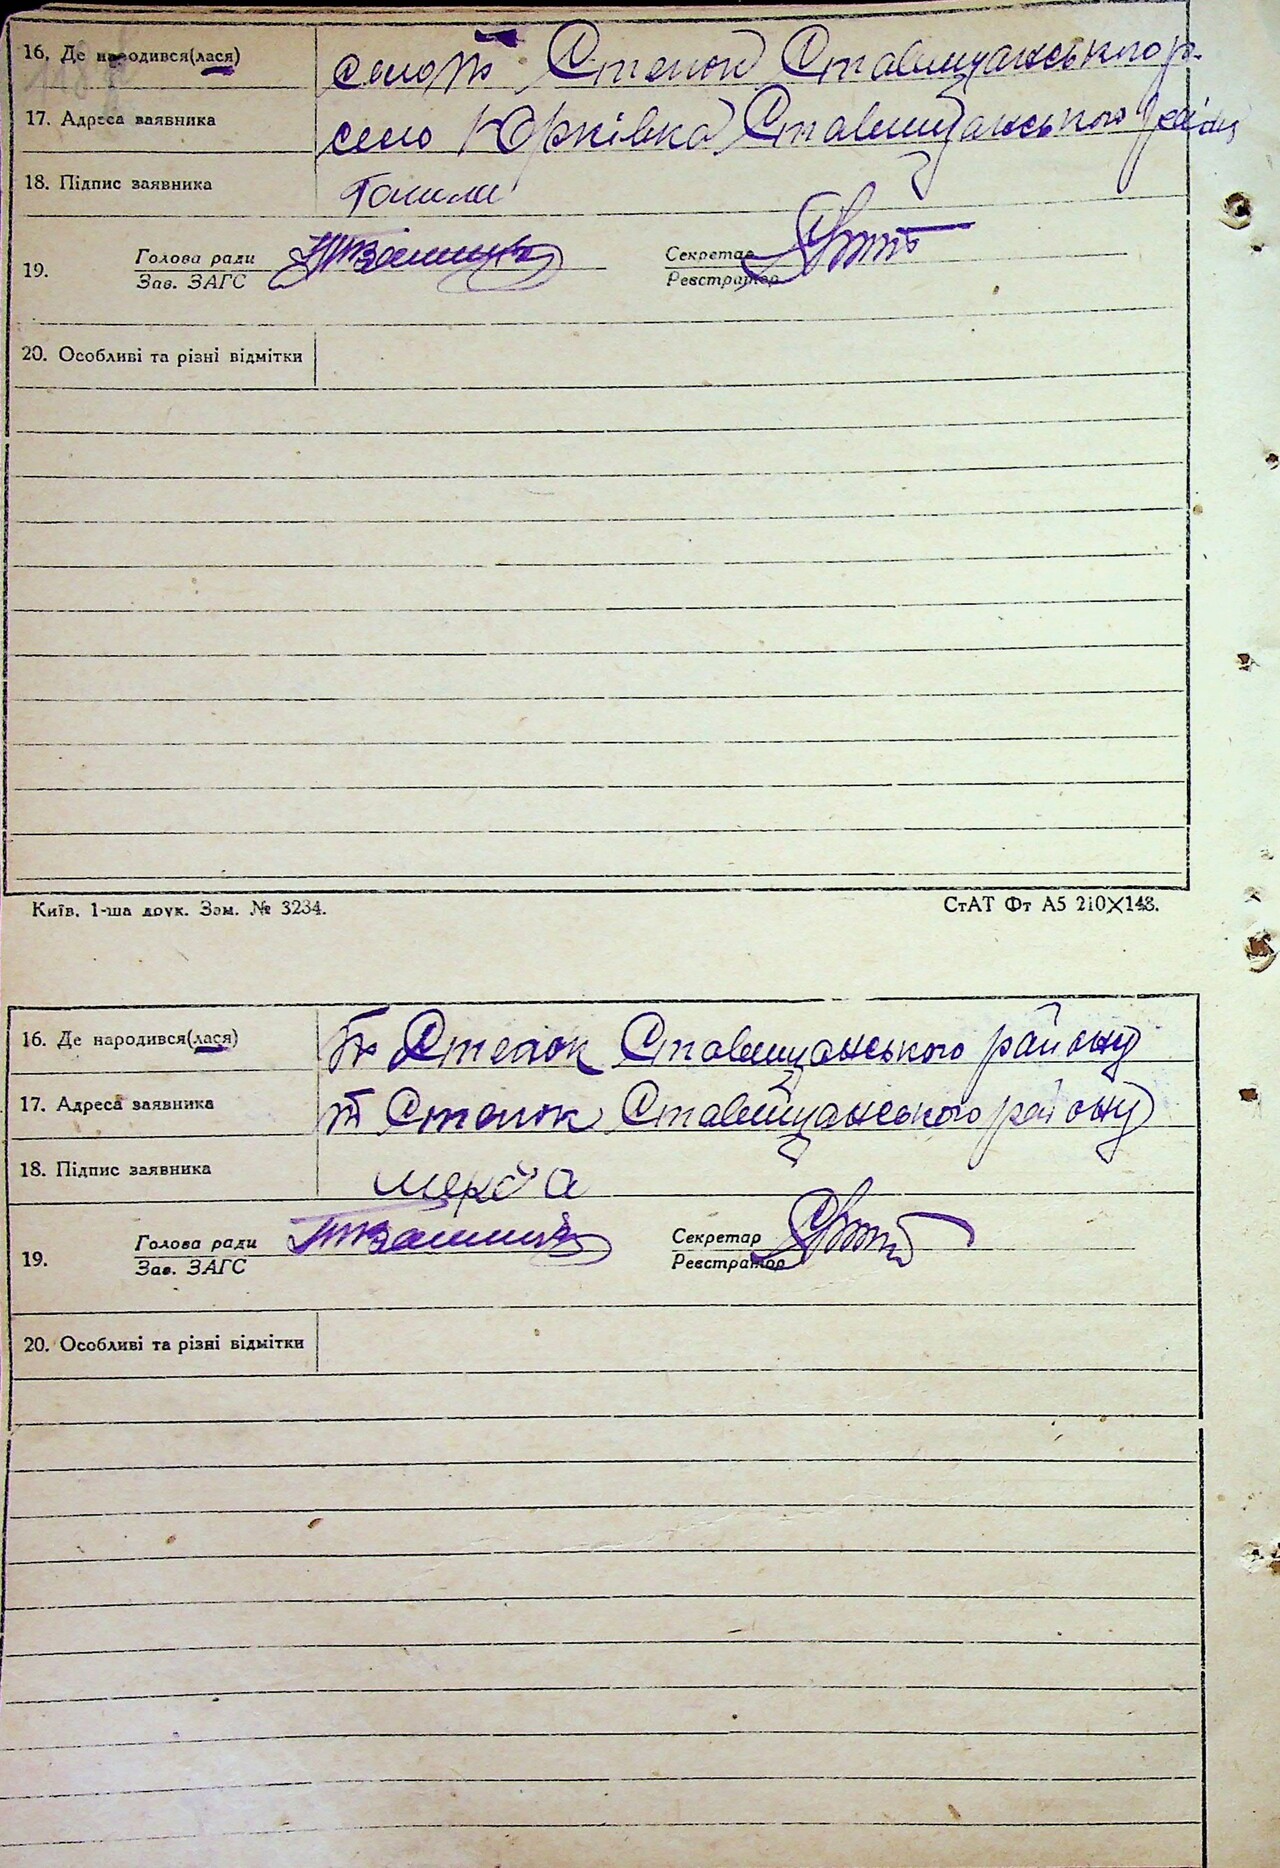 16. Де народився(лася) село Степок Ставищанського р.
17. Адреса заявника село Юрківка Ставищанського району
18. Підпис заявника
19. Голова ради Секретар
Зав. ЗАГС Реєстратор
20. Особливі та різні відмітки
Київ. 1-ша друк. Зам. № 3234. СтАТ Фт А5 210×148.
16. Де народився(лася) Степок Ставищанського району
17. Адреса заявника Степок Ставищанського району
18. Підпис заявника
19. Голова ради Секретар
Зав. ЗАГС Реєстратор
20. Особливі та різні відмітки